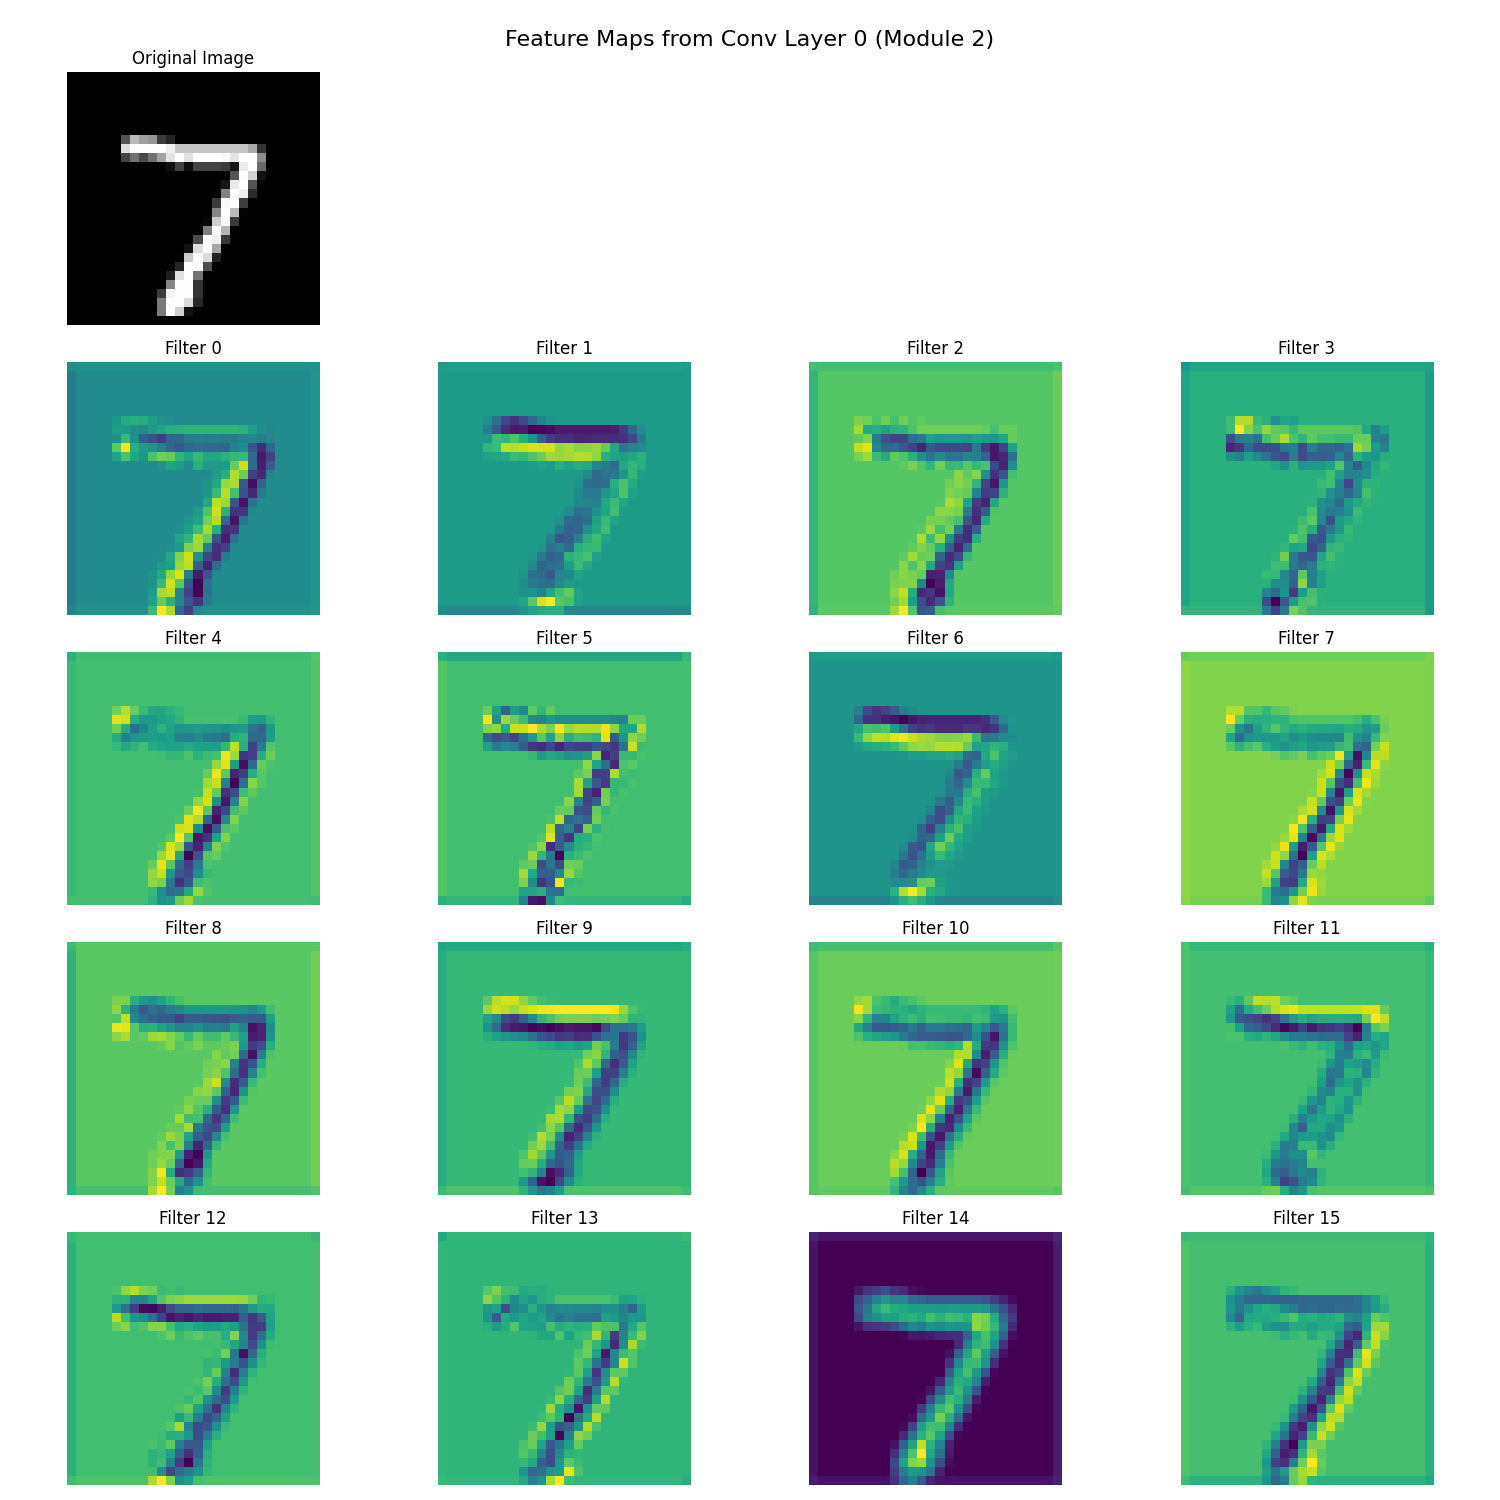 Feature Maps from Conv Layer 0 (Module 2)
Original Image
7
Filter 0
Filter 1
Filter 2
Filter 3
Filter 4
Filter 5
Filter 6
Filter 7
Filter 8
Filter 9
Filter 10
Filter 11
Filter 12
Filter 13
Filter 14
Filter 15